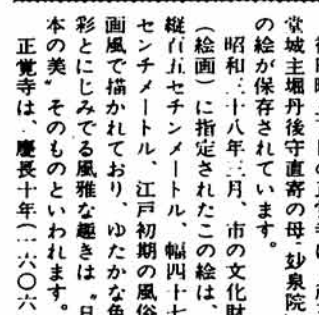 堂城主堀丹後守直寄の母、妙泉院
の絵が保存されています。
昭和三十八年三月、市の文化財
(絵画)に指定されたこの絵は、
縦百五センチメートル、幅四十七
センチメートル、江戸初期の風俗
画風で描かれており、ゆたかな色
彩とにじみでる風雅な趣きは〝日
本の美〟そのものといわれます。
正覚寺は、慶長十年(一六〇六